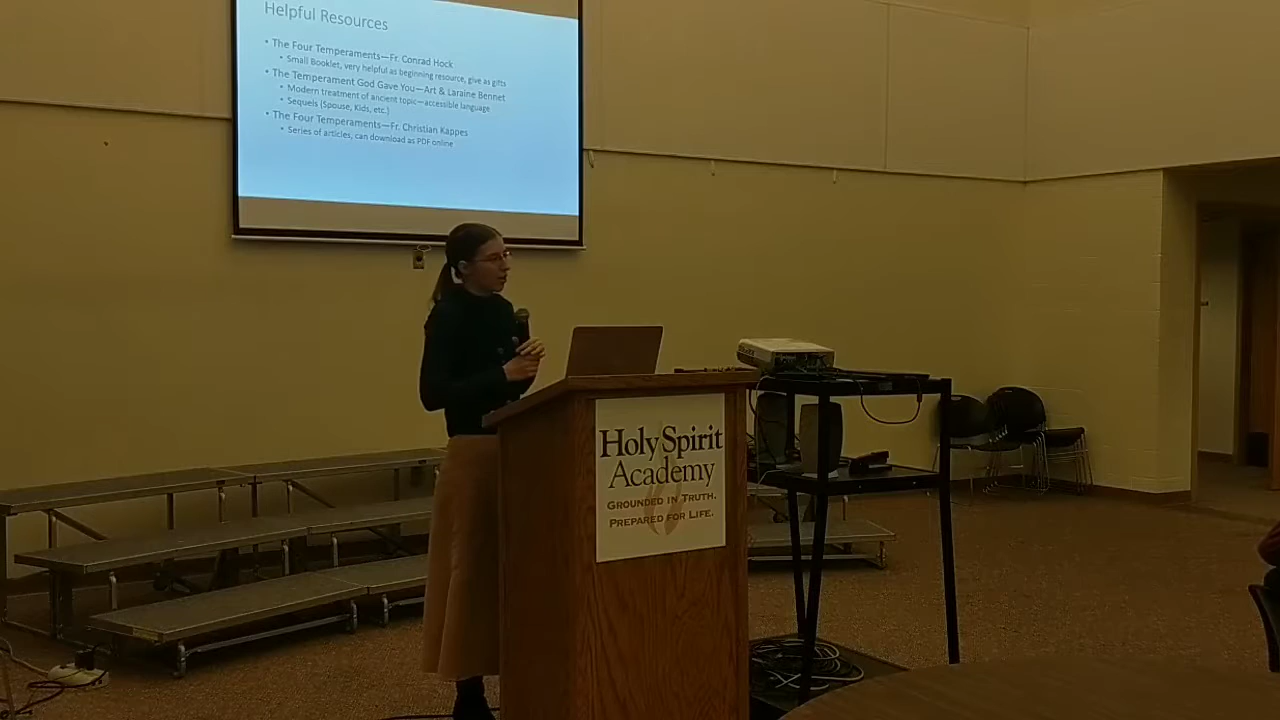 Helpful Resources
• The Four Temperaments—Fr. Conrad Hock
• Small Booklet, very helpful as beginning resource, give as gifts
• The Temperament God Gave You—Art & Laraine Bennet
• Modern treatment of ancient topic—accessible language
• Sequels (Spouse, Kids, etc.)
• The Four Temperaments—Fr. Christian Kappes
• Series of articles, can download as PDF online
Holy Spirit
Academy
GROUNDED IN TRUTH.
PREPARED FOR LIFE.